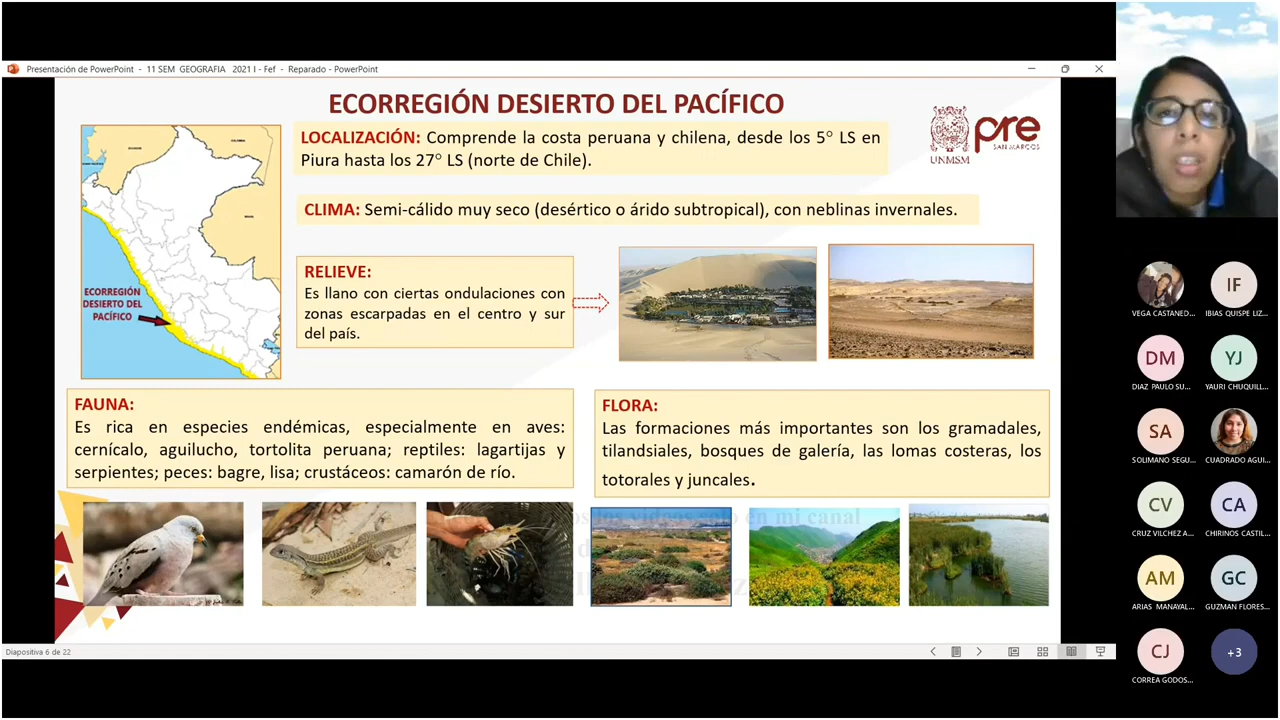 Presentación de PowerPoint - 11 SEM GEOGRAFIA 2021 I - Fef - Reparado - PowerPoint
ECORREGIÓN DESIERTO DEL PACÍFICO
LOCALIZACIÓN: Comprende la costa peruana y chilena, desde los 5° LS en
Piura hasta los 27° LS (norte de Chile).
UNMSM
pre
SAN MARCOS
CLIMA: Semi-cálido muy seco (desértico o árido subtropical), con neblinas invernales.
ECORREGIÓN
DESIERTO DEL
PACÍFICO
RELIEVE:
Es llano con ciertas ondulaciones con
zonas escarpadas en el centro y sur
del país.
FAUNA:
Es rica en especies endémicas, especialmente en aves:
cernícalo, aguilucho, tortolita peruana; reptiles: lagartijas y
serpientes; peces: bagre, lisa; crustáceos: camarón de río.
FLORA:
Las formaciones más importantes son los gramadales,
tilandsiales, bosques de galería, las lomas costeras, los
totorales y juncales.
Diapositiva 6 de 22
VEGA CASTANED...
IF
IBIAS QUISPE LIZ...
DM
DIAZ PAULO SU...
YJ
YAURI CHUQUILL...
SA
SOLIMANO SEGU...
CUADRADO AGUI...
CV
CRUZ VILCHEZ A...
CA
CHIRINOS CASTIL...
AM
ARIAS MANAYAL...
GC
GUZMAN FLORES...
CJ
CORREA GODOS...
+3